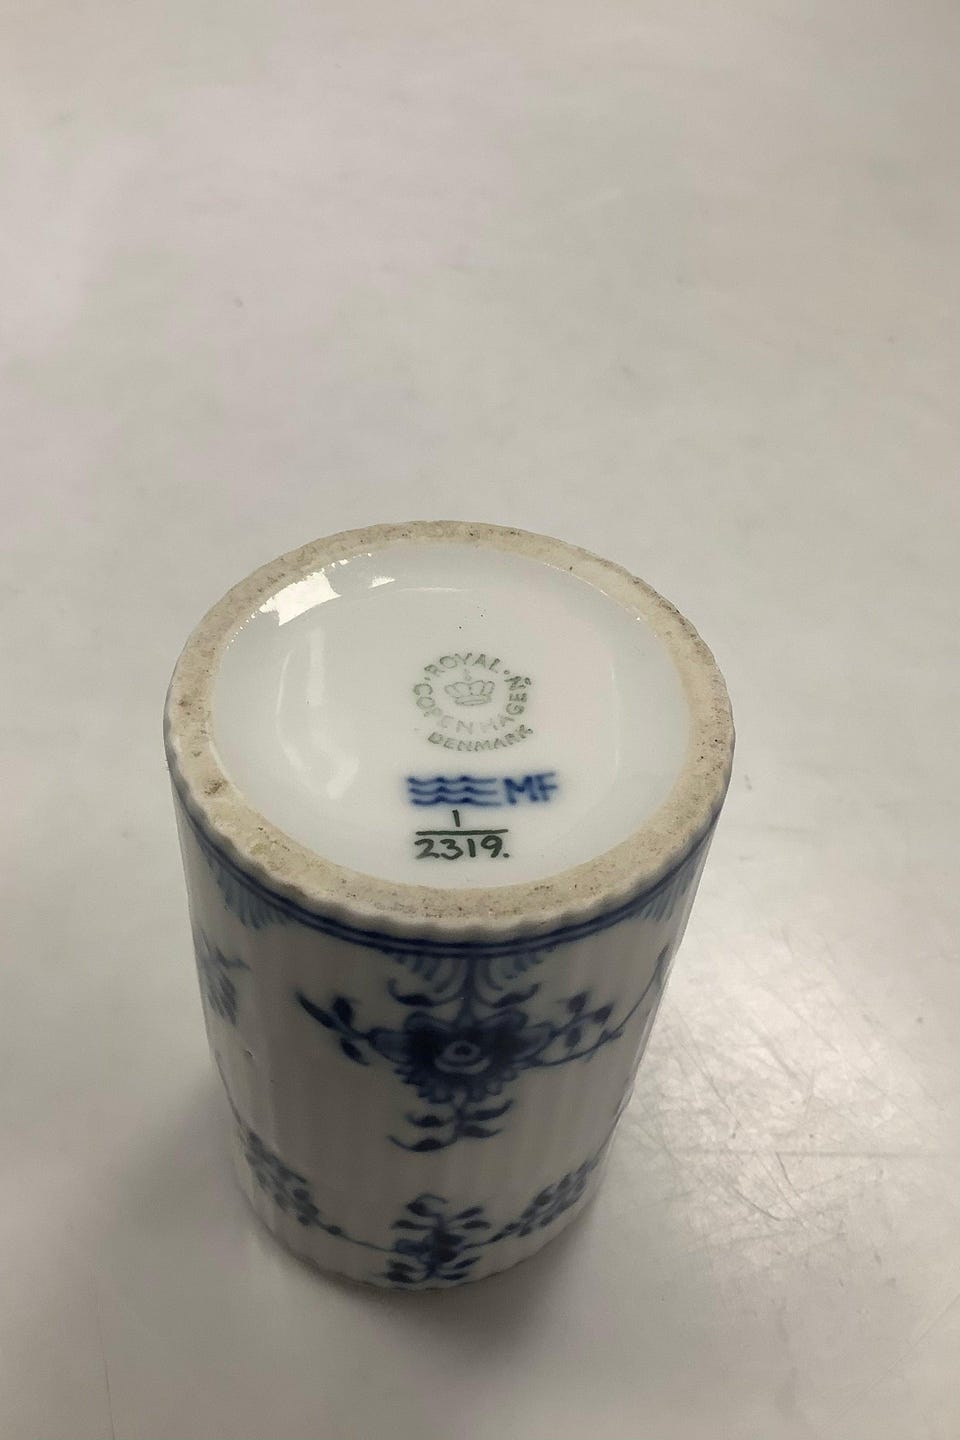 ROYAL
COPENHAGEN
DENMARK
MF
1
2319.